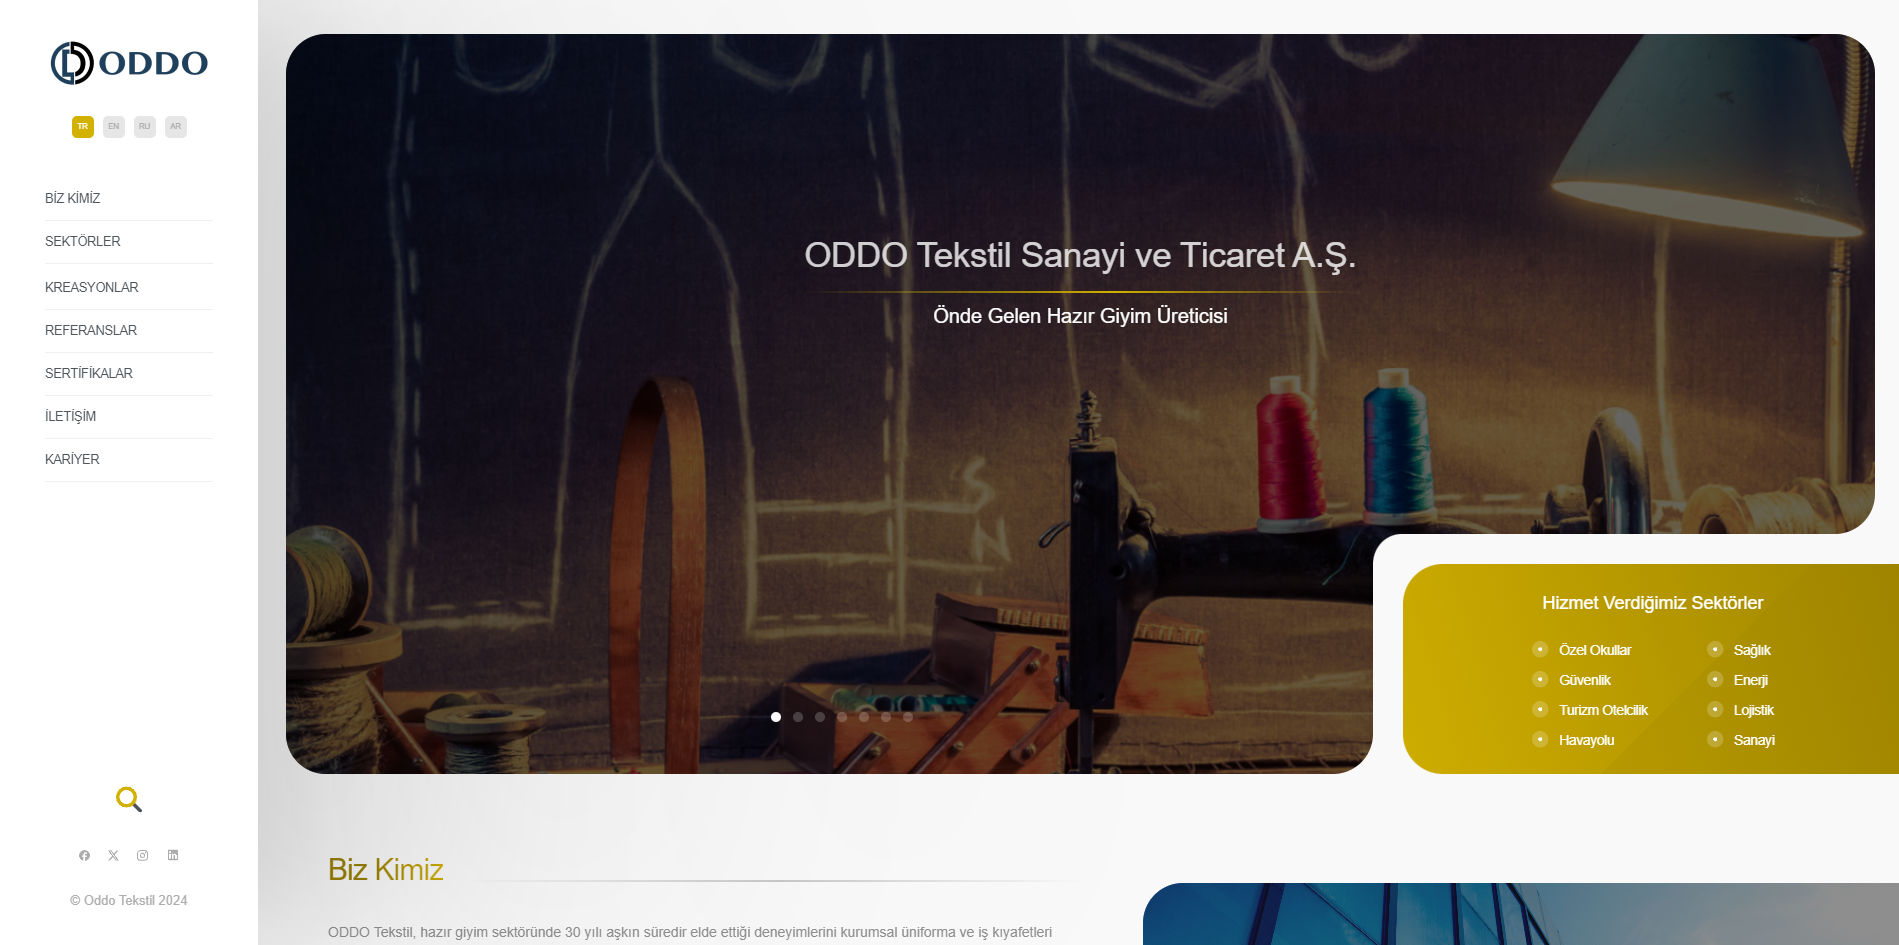 ODDO
TR EN RU AR
BİZ KİMİZ
SEKTÖRLER
KREASYONLAR
REFERANSLAR
SERTİFİKALAR
İLETİŞİM
KARİYER
© Oddo Tekstil 2024
ODDO Tekstil Sanayi ve Ticaret A.Ş.
Önde Gelen Hazır Giyim Üreticisi
S
N
Hizmet Verdiğimiz Sektörler
Özel Okullar
Güvenlik
Turizm Otelcilik
Havayolu
Sağlık
Enerji
Lojistik
Sanayi
Biz Kimiz
ODDO Tekstil, hazır giyim sektöründe 30 yılı aşkın süredir elde ettiği deneyimlerini kurumsal üniforma ve iş kıyafetleri